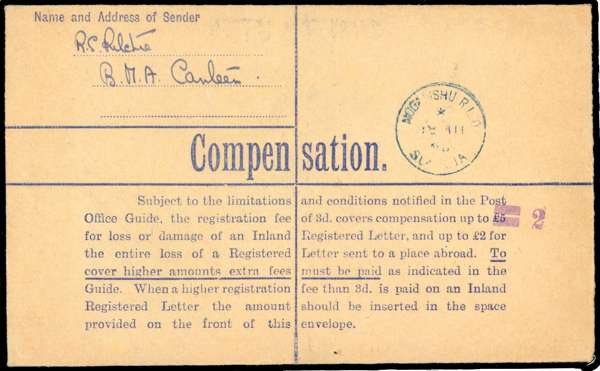 Name and Address of Sender
R.C. Ritchie
B.M.A. Canteen.
Compensation.
Subject to the limitations and conditions notified in the Post
Office Guide, the registration fee of 3d. covers compensation up to £5
for loss or damage of an Inland Registered Letter, and up to £2 for
the entire loss of a Registered Letter sent to a place abroad. To
cover higher amounts extra fees must be paid as indicated in the
Guide. When a higher registration fee than 3d. is paid on an Inland
Registered Letter the amount should be inserted in the space
provided on the front of this envelope.
2